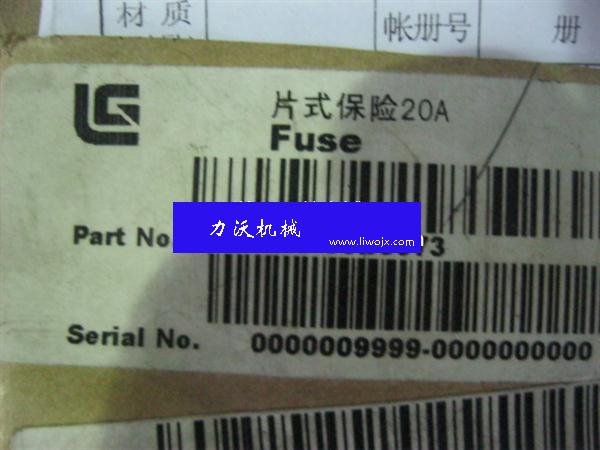 材 质
帐册号
册
LG
片式保险20A
Fuse
力沃机械
www.liwojx.com
Part No.
73
Serial No.
0000009999-0000000000